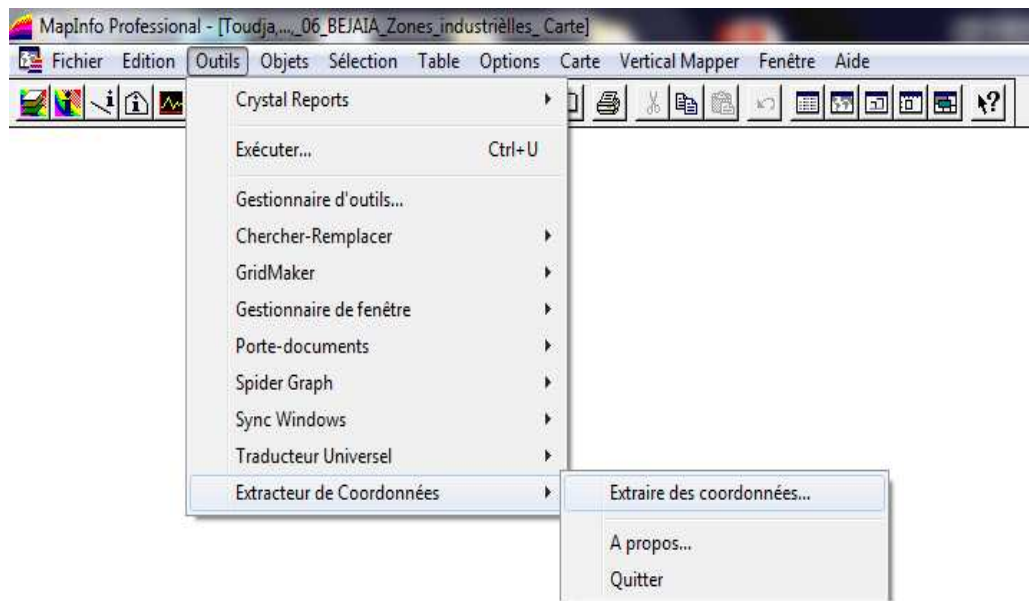 MapInfo Professional - [Toudja,...,_06_BEJAIA_Zones_industrièlles_ Carte]
Fichier Edition Outils Objets Sélection Table Options Carte Vertical Mapper Fenêtre Aide
Crystal Reports
Exécuter... Ctrl+U
Gestionnaire d'outils...
Chercher-Remplacer
GridMaker
Gestionnaire de fenêtre
Porte-documents
Spider Graph
Sync Windows
Traducteur Universel
Extracteur de Coordonnées
Extraire des coordonnées...
A propos...
Quitter